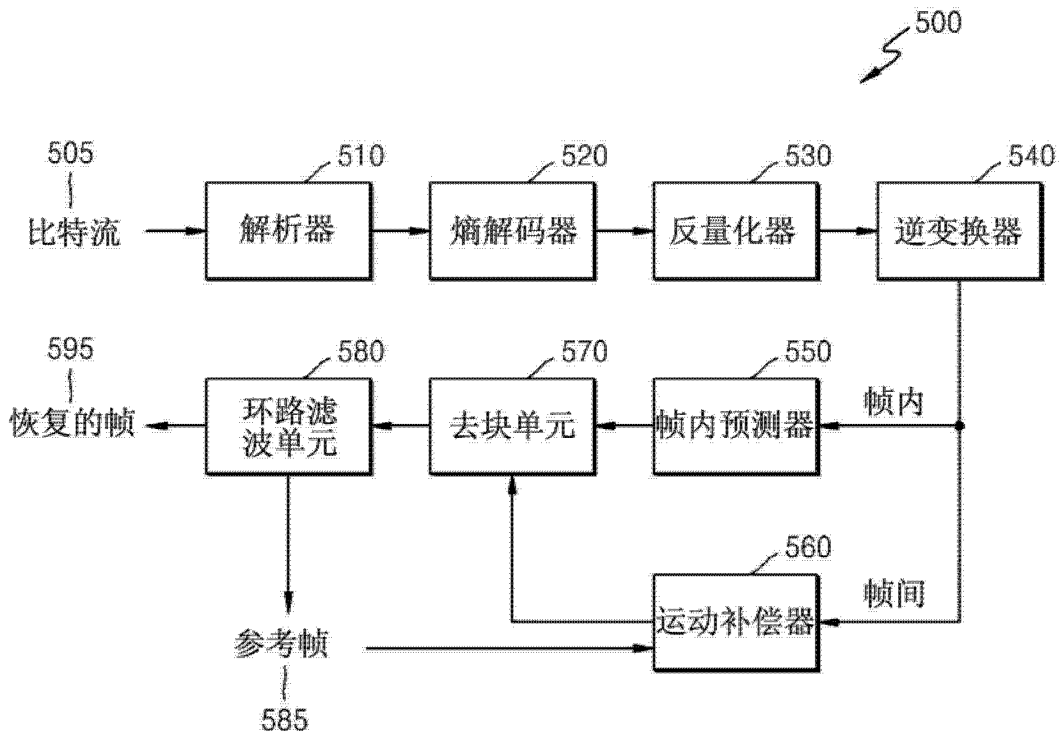 500
505
510
520
530
540
比特流
解析器
熵解码器
反量化器
逆变换器
595
580
570
550
恢复的帧
环路滤
波单元
去块单元
帧内预测器
帧内
560
运动补偿器
帧间
参考帧
585